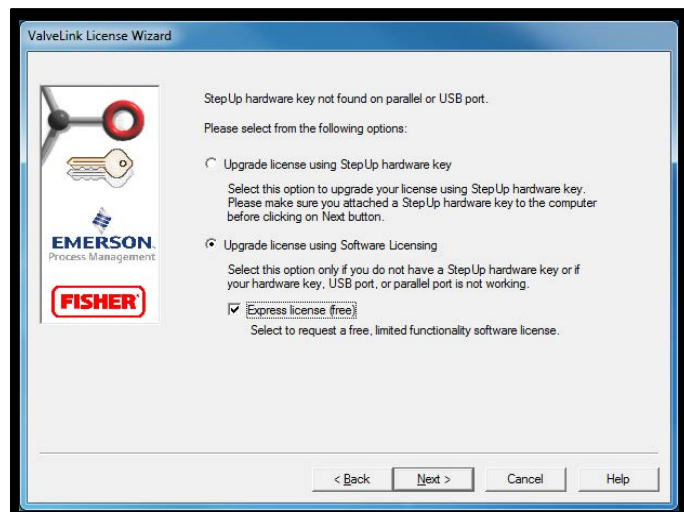 ValveLink License Wizard
StepUp hardware key not found on parallel or USB port.
Please select from the following options:
Upgrade license using StepUp hardware key
Select this option to upgrade your license using StepUp hardware key.
Please make sure you attached a StepUp hardware key to the computer
before clicking on Next button.
EMERSON.
Process Management
FISHER
Upgrade license using Software Licensing
Select this option only if you do not have a StepUp hardware key or if
your hardware key, USB port, or parallel port is not working.
Express license (free)
Select to request a free, limited functionality software license.
< Back
Next >
Cancel
Help